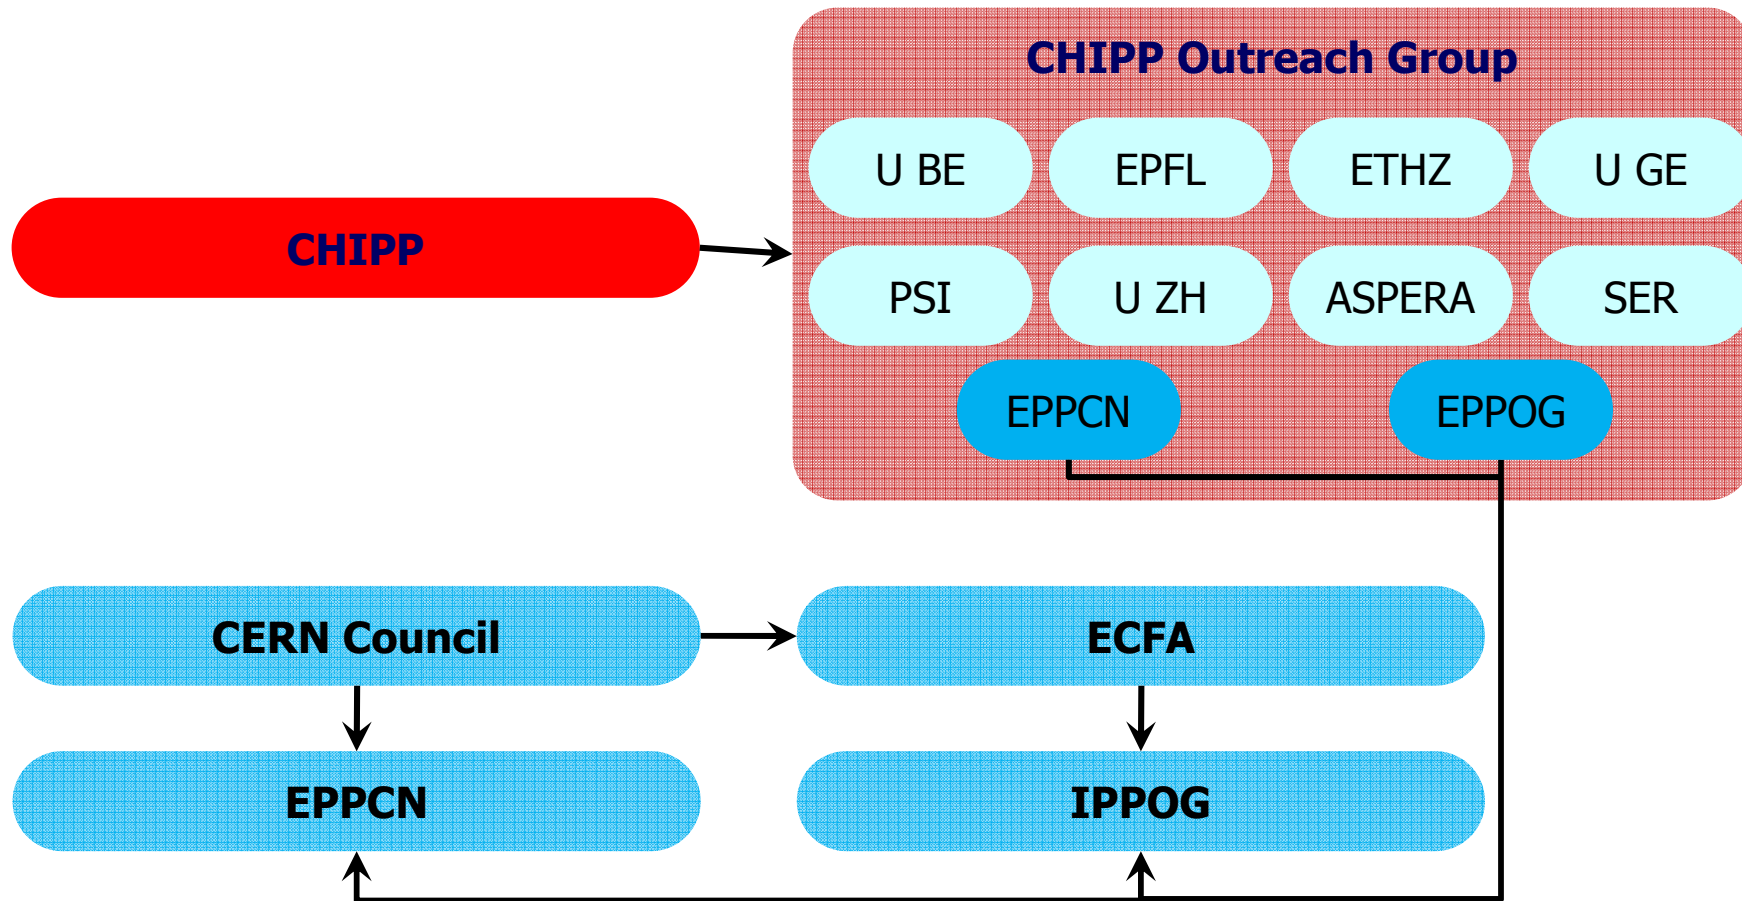 CHIPP Outreach Group
U BE
EPFL
ETHZ
U GE
CHIPP
PSI
U ZH
ASPERA
SER
EPPCN
EPPOG
CERN Council
ECFA
EPPCN
IPPOG